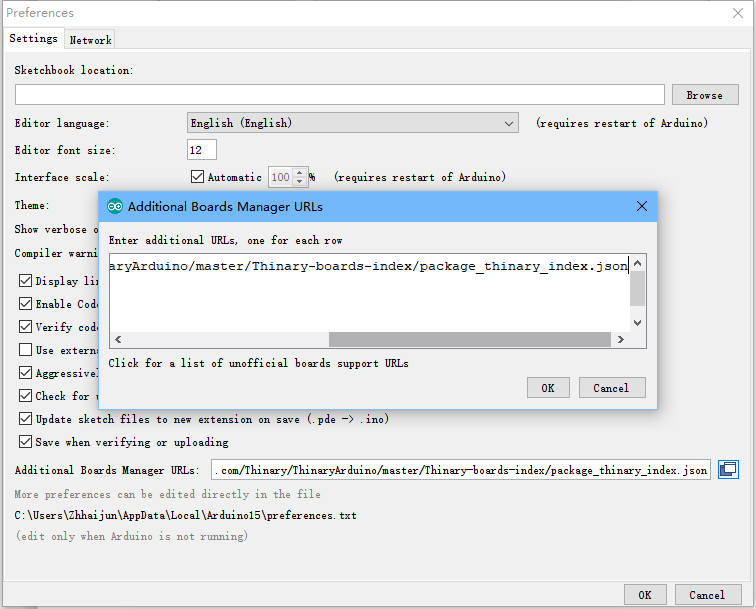 Preferences
Settings Network
Sketchbook location:
Browse
Editor language: English (English) (requires restart of Arduino)
Editor font size: 12
Interface scale: Automatic 100 % (requires restart of Arduino)
Theme:
Additional Boards Manager URLs
Show verbose o
Enter additional URLs, one for each row
Compiler warni
aryArduino/master/Thinary-boards-index/package_thinary_index.json
Display lin
Enable Code
Verify code
Use externa
Click for a list of unofficial boards support URLs
Aggressivel
OK Cancel
Check for u
Update sketch files to new extension on save (.pde -> .ino)
Save when verifying or uploading
Additional Boards Manager URLs: .com/Thinary/ThinaryArduino/master/Thinary-boards-index/package_thinary_index.json
More preferences can be edited directly in the file
C:\Users\Zhhaijun\AppData\Local\Arduino15\preferences.txt
(edit only when Arduino is not running)
OK Cancel